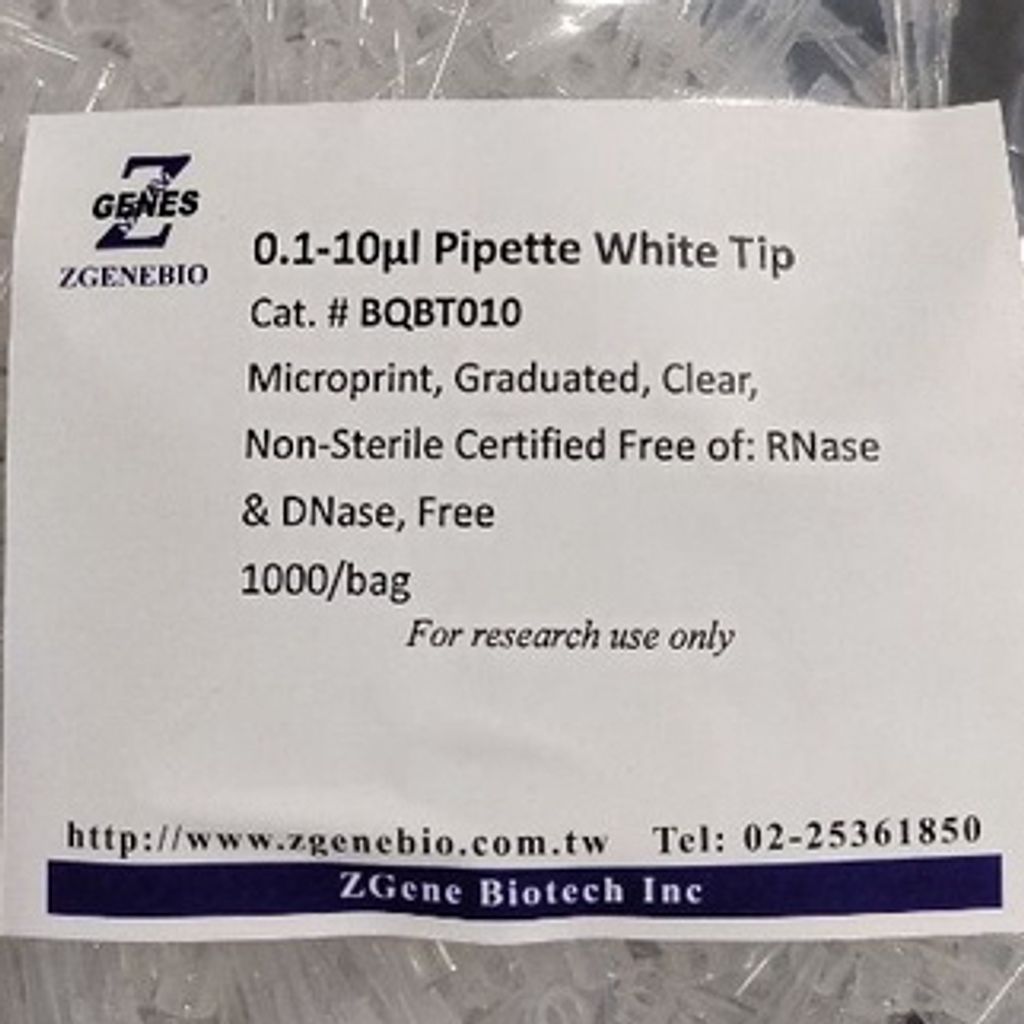 Z
GENES
ZGENEBIO
0.1-10µl Pipette White Tip
Cat. # BQBT010
Microprint, Graduated, Clear,
Non-Sterile Certified Free of: RNase
& DNase, Free
1000/bag
For research use only
http://www.zgenebio.com.tw Tel: 02-25361850
ZGene Biotech Inc